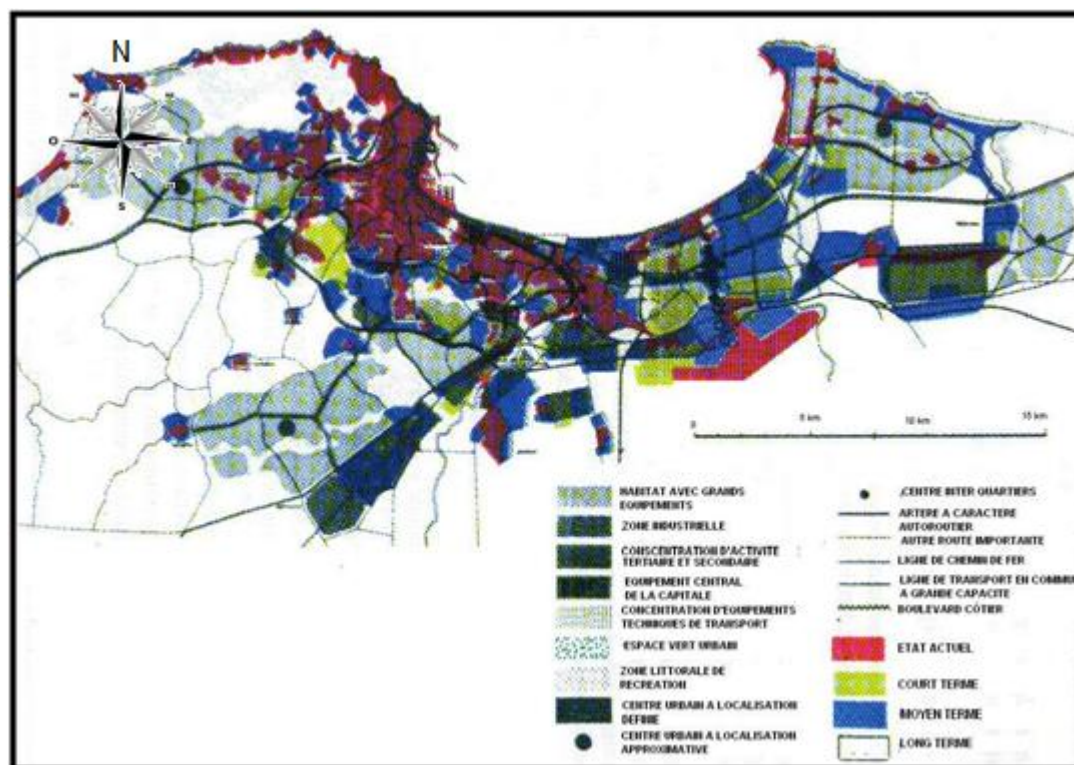 N
O
E
S
0
5 km
10 km
15 km
HABITAT AVEC GRANDS
EQUIPEMENTS
ZONE INDUSTRIELLE
CONSCENTRATION D'ACTIVITE
TERTIAIRE ET SECONDAIRE
EQUIPEMENT CENTRAL
DE LA CAPITALE
CONCENTRATION D'EQUIPEMENTS
TECHNIQUES DE TRANSPORT
ESPACE VERT URBAIN
ZONE LITTORALE DE
RECREATION
CENTRE URBAIN A LOCALISATION
DEFINIE
CENTRE URBAIN A LOCALISATION
APPROXIMATIVE
CENTRE INTER QUARTIERS
ARTERE A CARACTERE
AUTOROUTIER
AUTRE ROUTE IMPORTANTE
LIGNE DE CHEMIN DE FER
LIGNE DE TRANSPORT EN COMMU
A GRANDE CAPACITE
BOULEVARD CÔTIER
ETAT ACTUEL
COURT TERME
MOYEN TERME
LONG TERME